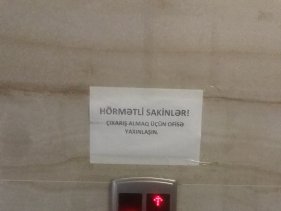 HÖRMƏTLİ SAKİNLƏR!
ÇIXARIŞ ALMAQ ÜÇÜN OFİSƏ
YAXINLAŞIN.